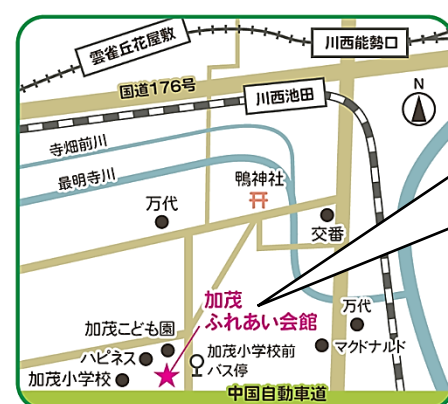 雲雀丘花屋敷
川西能勢口
国道176号
川西池田
N
寺畑前川
最明寺川
鴨神社
万代
交番
加茂
ふれあい会館
加茂こども園
万代
ハピネス
加茂小学校前
バス停
マクドナルド
加茂小学校
中国自動車道